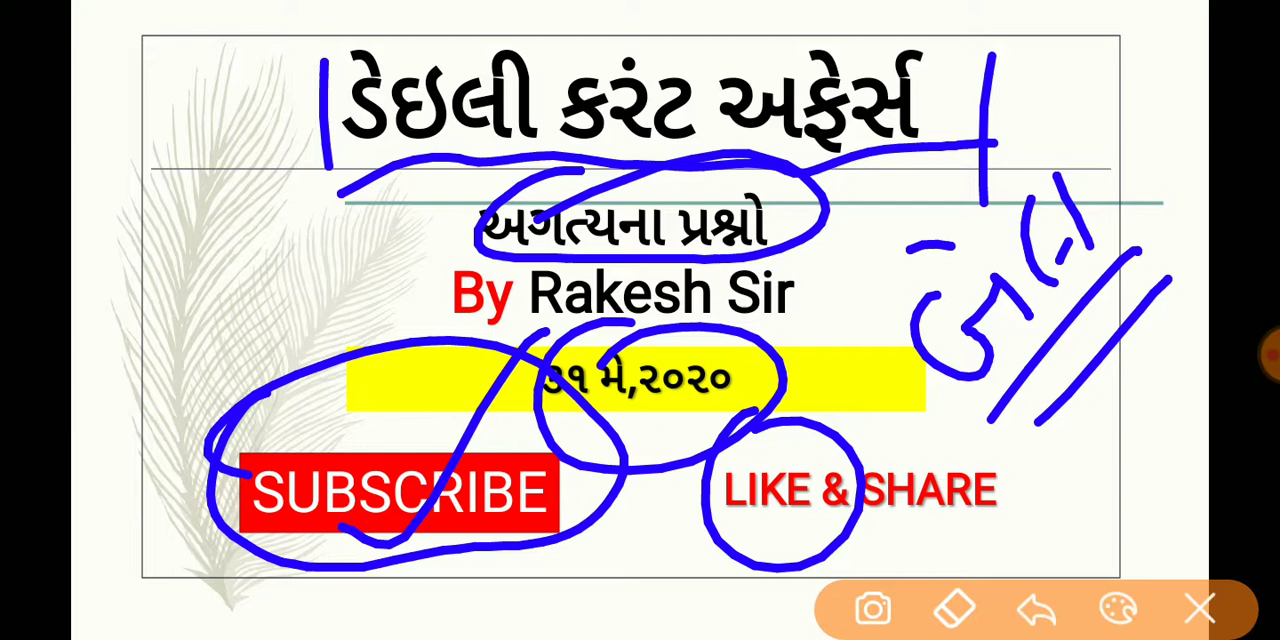 ડેઇલી કરંટ અફેર્સ
અગત્યના પ્રશ્નો
By Rakesh Sir
૩૧ મે,૨૦૨૦
SUBSCRIBE
LIKE & SHARE